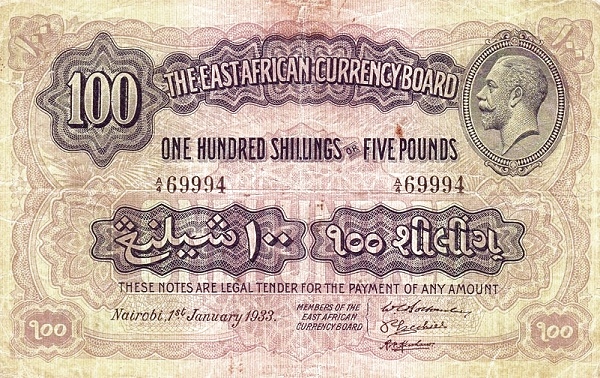 THE EAST AFRICAN CURRENCY BOARD
100
ONE HUNDRED SHILLINGS OR FIVE POUNDS
A/4 69994 A/4 69994
١٠٠ شيلينغ
૧૦૦ શીલીંગ
THESE NOTES ARE LEGAL TENDER FOR THE PAYMENT OF ANY AMOUNT
Nairobi, 1st January 1933.
MEMBERS OF THE
EAST AFRICAN
CURRENCY BOARD
૧૦૦ ૧૦૦